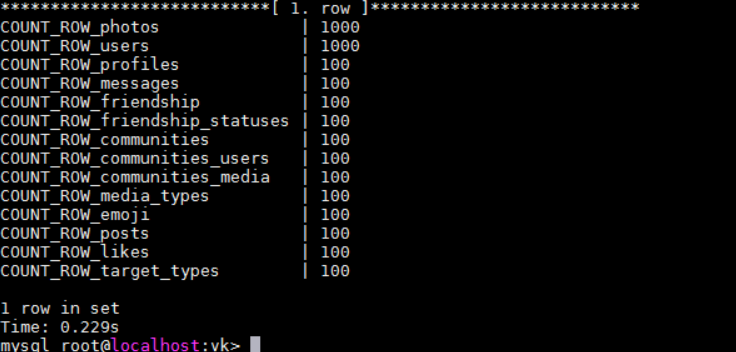 ***************************[ 1. row ]***************************
COUNT_ROW_photos | 1000
COUNT_ROW_users | 1000
COUNT_ROW_profiles | 100
COUNT_ROW_messages | 100
COUNT_ROW_friendship | 100
COUNT_ROW_friendship_statuses | 100
COUNT_ROW_communities | 100
COUNT_ROW_communities_users | 100
COUNT_ROW_communities_media | 100
COUNT_ROW_media_types | 100
COUNT_ROW_emoji | 100
COUNT_ROW_posts | 100
COUNT_ROW_likes | 100
COUNT_ROW_target_types | 100
1 row in set
Time: 0.229s
mysql root@localhost:vk>